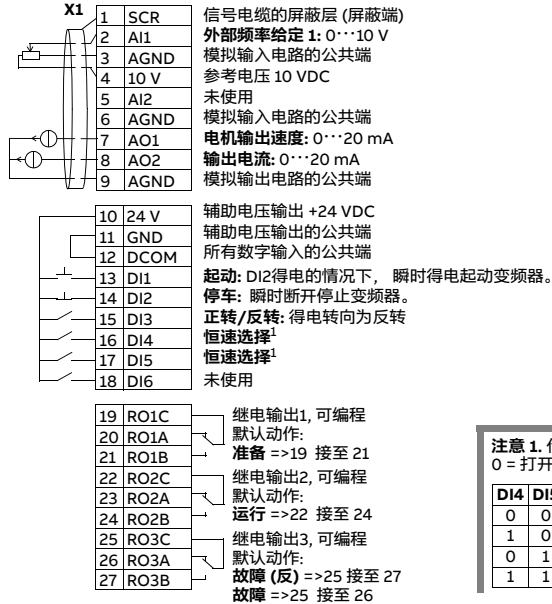 X1
1 SCR 信号电缆的屏蔽层 (屏蔽端)
2 AI1 外部频率给定 1: 0···10 V
3 AGND 模拟输入电路的公共端
4 10 V 参考电压 10 VDC
5 AI2 未使用
6 AGND 模拟输入电路的公共端
7 AO1 电机输出速度: 0···20 mA
8 AO2 输出电流: 0···20 mA
9 AGND 模拟输出电路的公共端
10 24 V 辅助电压输出 +24 VDC
11 GND 辅助电压输出的公共端
12 DCOM 所有数字输入的公共端
13 DI1 起动: DI2得电的情况下， 瞬时得电起动变频器。
14 DI2 停车: 瞬时断开停止变频器。
15 DI3 正转/反转: 得电转向为反转
16 DI4 恒速选择1
17 DI5 恒速选择1
18 DI6 未使用
19 RO1C 继电输出1, 可编程
20 RO1A 默认动作:
21 RO1B 准备 =>19 接至 21
22 RO2C 继电输出2, 可编程
23 RO2A 默认动作:
24 RO2B 运行 =>22 接至 24
25 RO3C 继电输出3, 可编程
26 RO3A 默认动作:
27 RO3B 故障 (反) =>25 接至 27
故障 =>25 接至 26
注意 1.
0 = 打开
DI4 DI5
0 0
1 0
0 1
1 1